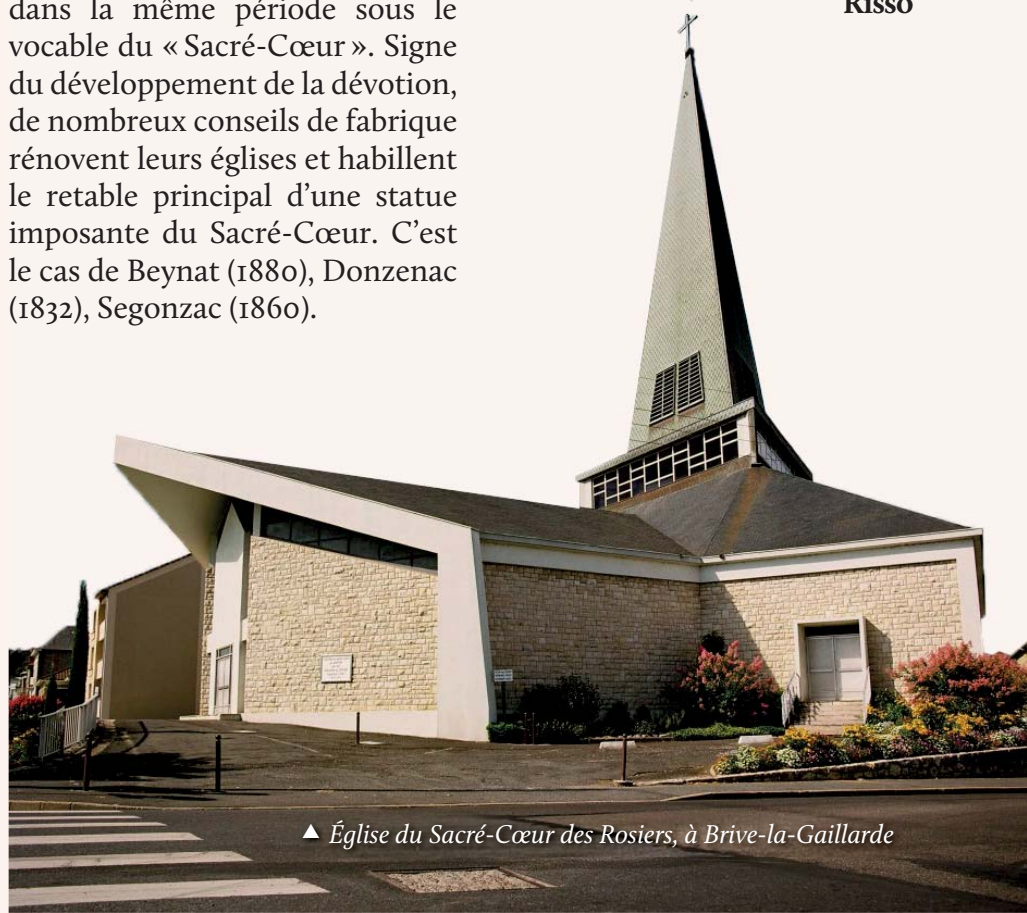 dans la même période sous le
vocable du « Sacré-Cœur ». Signe
du développement de la dévotion,
de nombreux conseils de fabrique
rénovent leurs églises et habillent
le retable principal d'une statue
imposante du Sacré-Cœur. C'est
le cas de Beynat (1880), Donzenac
(1832), Segonzac (1860).
Risso
▲ Église du Sacré-Cœur des Rosiers, à Brive-la-Gaillarde